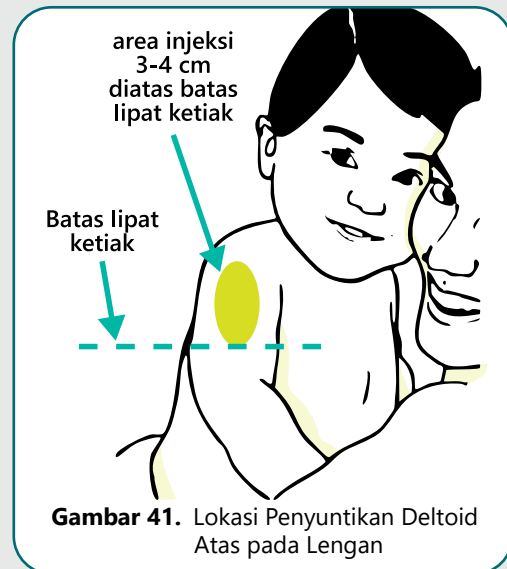 area injeksi
3-4 cm
diatas batas
lipat ketiak
Batas lipat
ketiak
Gambar 41. Lokasi Penyuntikan Deltoid
Atas pada Lengan